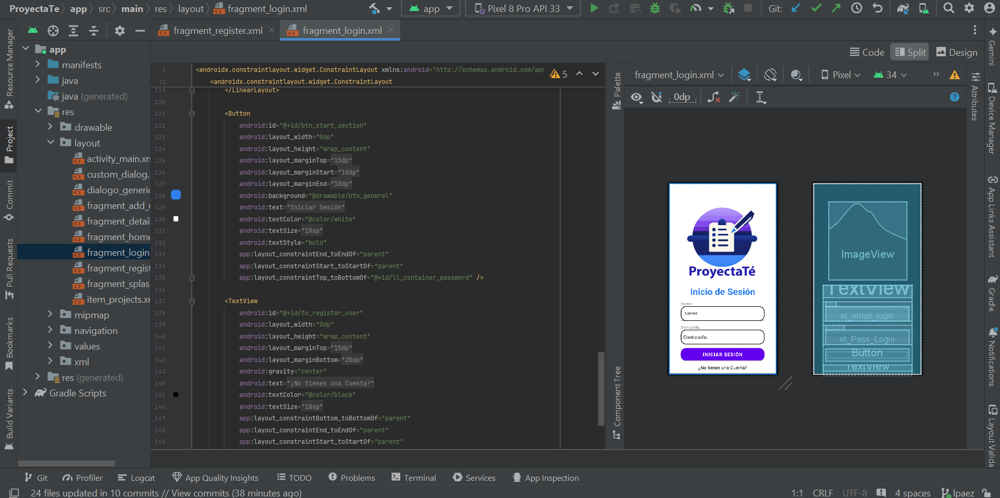 ProyectaTe app src main res layout fragment_login.xml
app Pixel 8 Pro API 33 Git:
fragment_register.xml fragment_login.xml
Code Split Design
Resource Manager
Project
Commit
Pull Requests
Bookmarks
Build Variants
app
manifests
java
java (generated)
res
drawable
layout
activity_main.xm
custom_dialog.
dialogo_generic
fragment_add_u
fragment_detail
fragment_home
fragment_login
fragment_regist
fragment_splas
item_projects.xm
mipmap
navigation
values
xml
res (generated)
Gradle Scripts
2 <androidx.constraintlayout.widget.ConstraintLayout xmlns:android="http://schemas.android.com/apk
5
21 <androidx.constraintlayout.widget.ConstraintLayout
119 </LinearLayout>
120
121 <Button
122 android:id="@+id/btn_start_section"
123 android:layout_width="0dp"
124 android:layout_height="wrap_content"
125 android:layout_marginTop="15dp"
126 android:layout_marginStart="10dp"
127 android:layout_marginEnd="10dp"
128 android:background="@drawable/btn_general"
129 android:text="Iniciar Sesión"
130 android:textColor="@color/white"
131 android:textSize="18sp"
132 android:textStyle="bold"
133 app:layout_constraintEnd_toEndOf="parent"
134 app:layout_constraintStart_toStartOf="parent"
135 app:layout_constraintTop_toBottomOf="@+id/ll_container_password" />
136
137 <TextView
138 android:id="@+id/tv_register_user"
139 android:layout_width="0dp"
140 android:layout_height="wrap_content"
141 android:layout_marginTop="15dp"
142 android:layout_marginBottom="20dp"
143 android:gravity="center"
144 android:text="¿No tienes una Cuenta?"
145 android:textColor="@color/black"
146 android:textSize="18sp"
147 app:layout_constraintBottom_toBottomOf="parent"
148 app:layout_constraintEnd_toEndOf="parent"
149 app:layout_constraintStart_toStartOf="parent"
Palette
Component Tree
fragment_login.xml Pixel 34 »
0dp
ProyectaTé
Inicio de Sesión
Correo
Correo
Contraseña
Contraseña
INICIAR SESIÓN
¿No tienes una Cuenta?
ImageView
TextView
et_email_login
et_Pass_Login
Button
TextView
Attributes
Gemini
Device Manager
App Links Assistant
Gradle
Notifications
Layout Valida
Git Profiler Logcat App Quality Insights TODO Problems Terminal Services App Inspection
24 files updated in 10 commits // View commits (38 minutes ago)
1:1 CRLF UTF-8 4 spaces lpaez